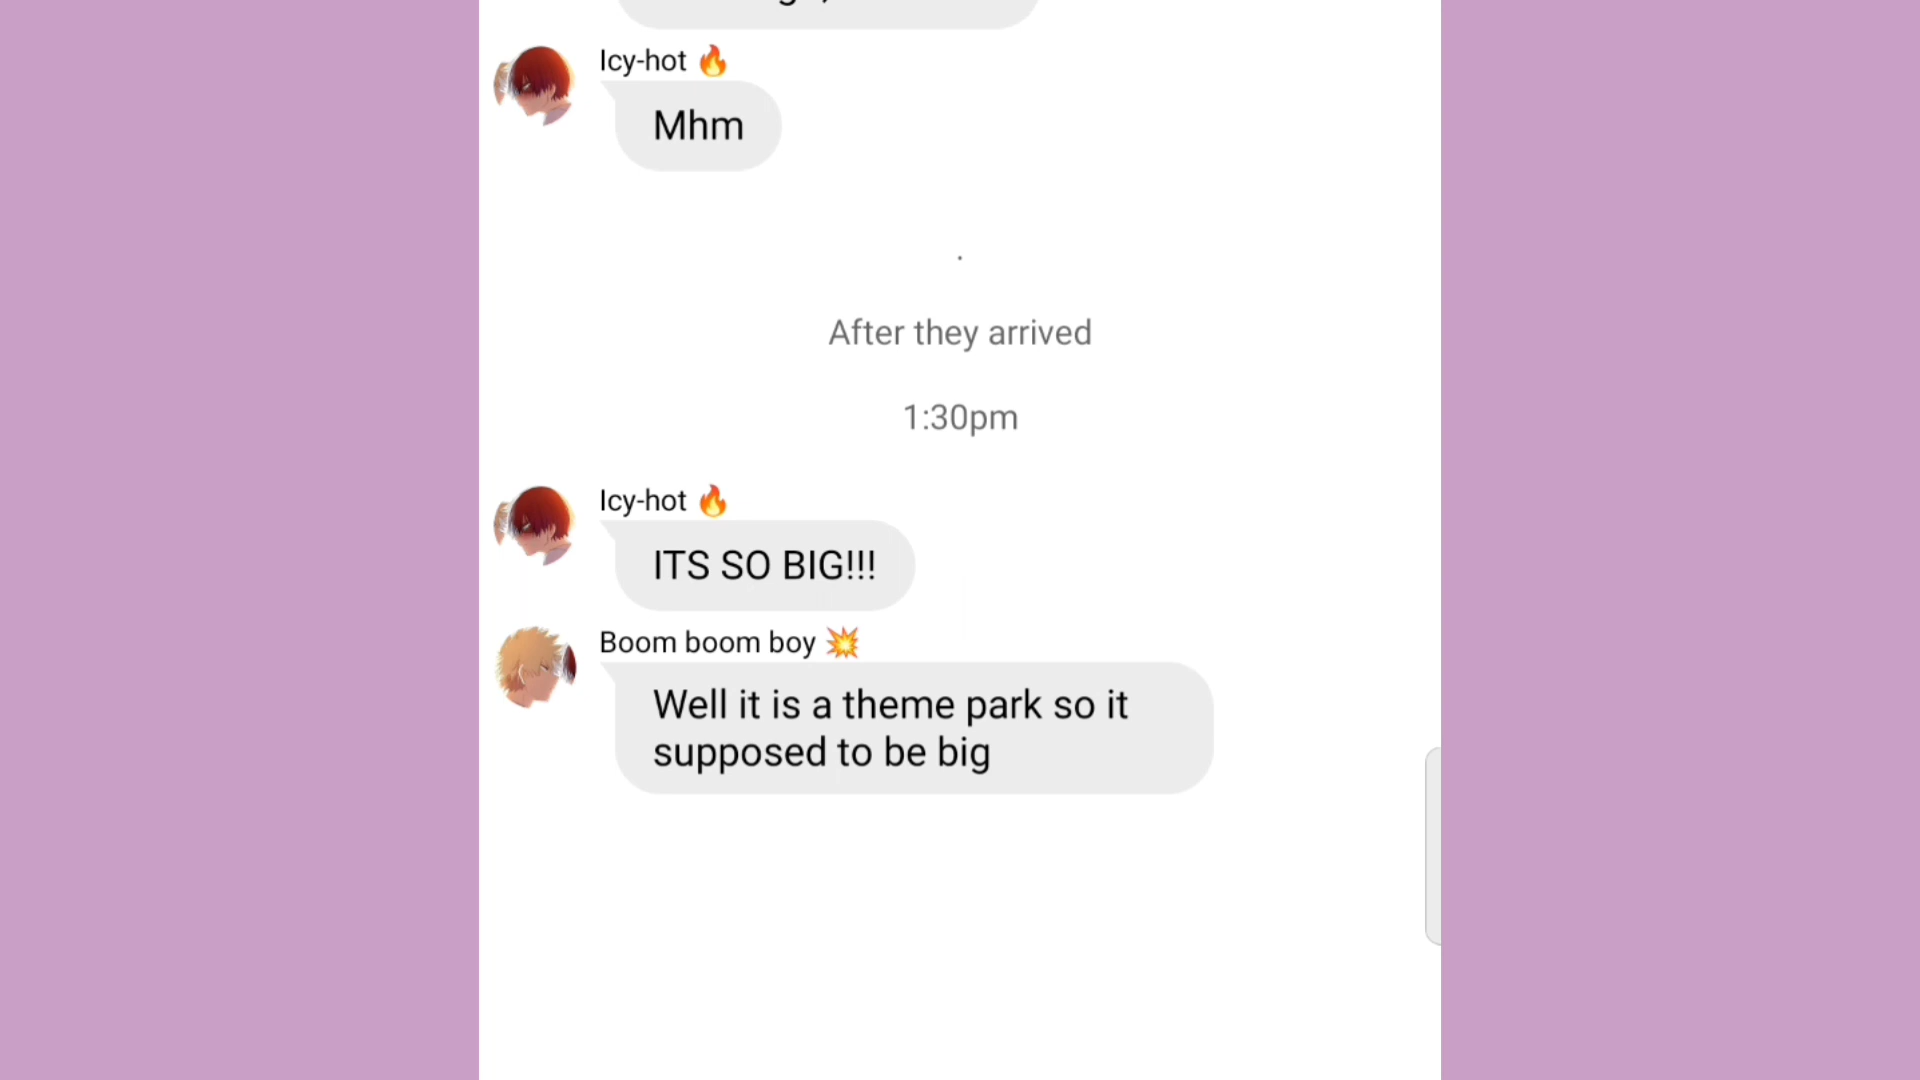 Icy-hot 🔥
Mhm
.
After they arrived
1:30pm
Icy-hot 🔥
ITS SO BIG!!!
Boom boom boy 💥
Well it is a theme park so it
supposed to be big